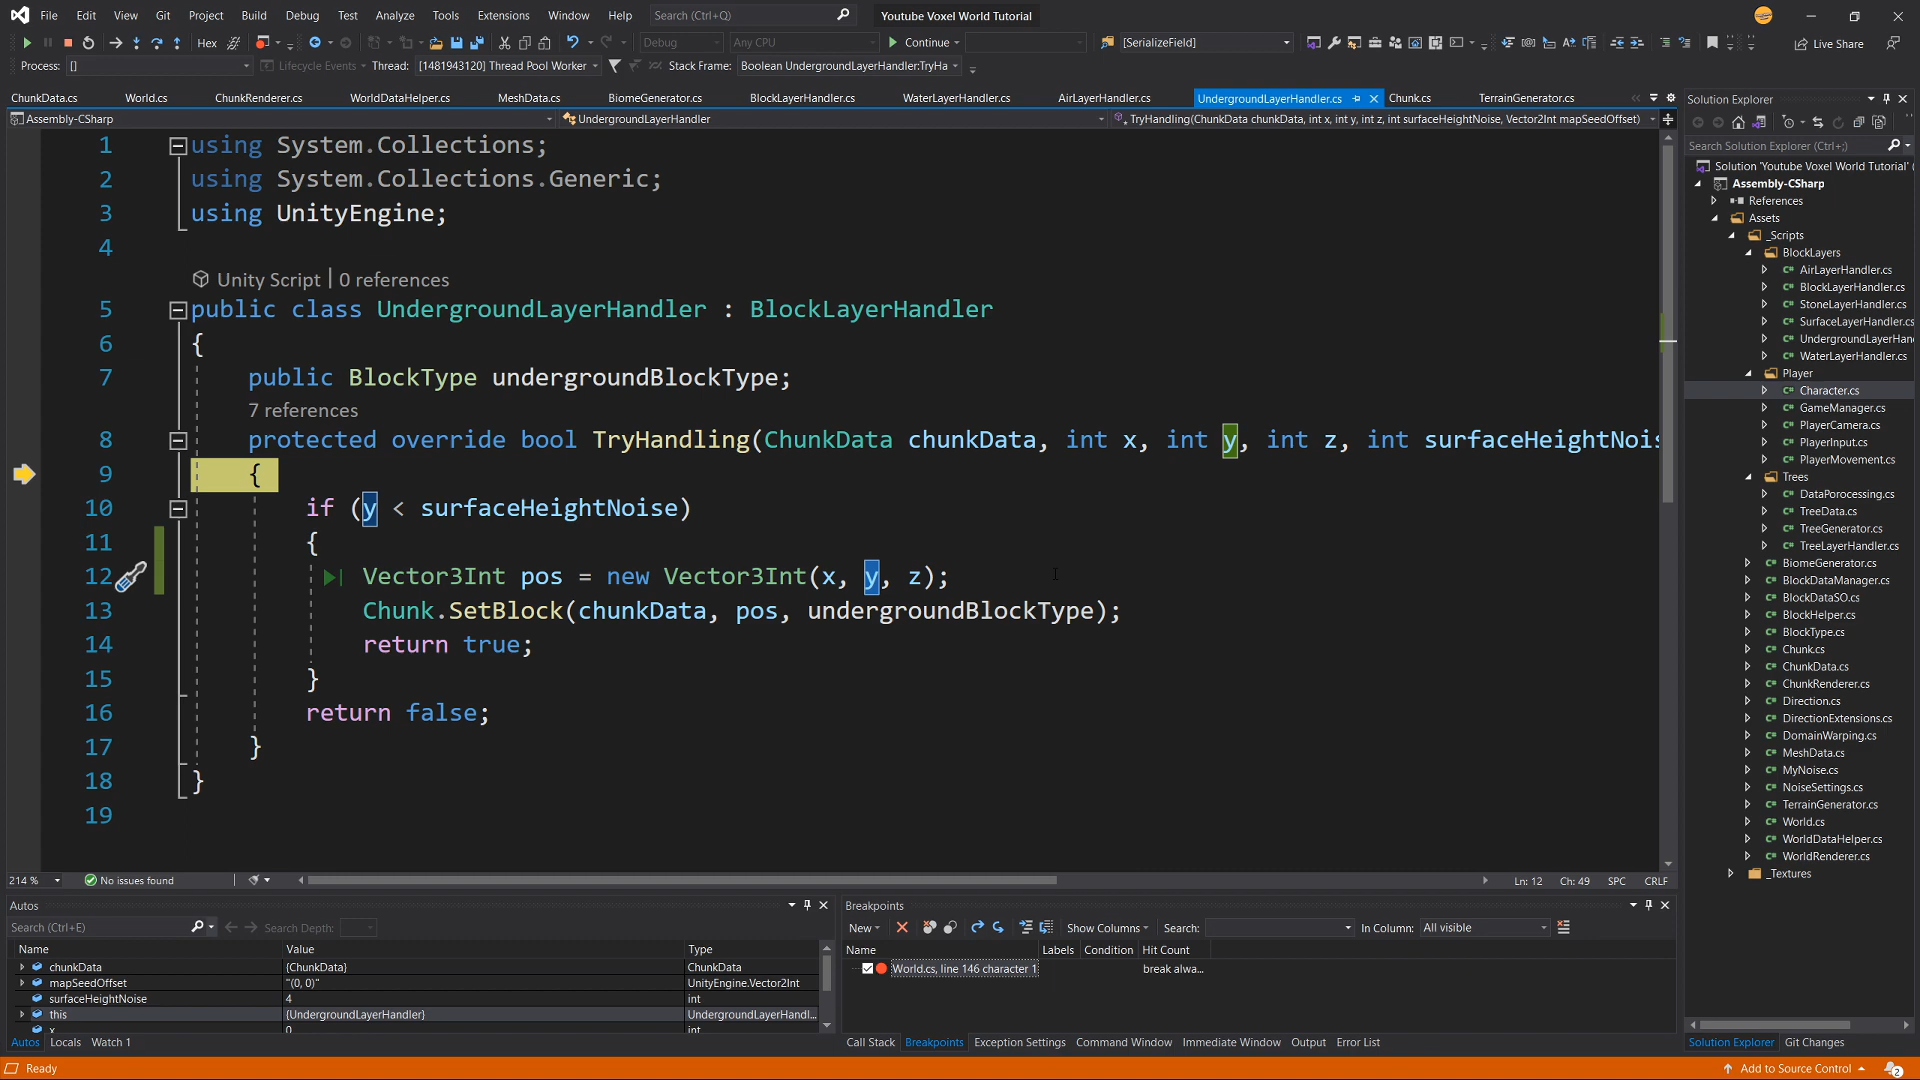 File Edit View Git Project Build Debug Test Analyze Tools Extensions Window Help Search (Ctrl+Q) Youtube Voxel World Tutorial
Hex Debug Any CPU Continue [SerializeField] Live Share
Process: [] Lifecycle Events Thread: [1481943120] Thread Pool Worker Stack Frame: Boolean UndergroundLayerHandler:TryHa
ChunkData.cs World.cs ChunkRenderer.cs WorldDataHelper.cs MeshData.cs BiomeGenerator.cs BlockLayerHandler.cs WaterLayerHandler.cs AirLayerHandler.cs UndergroundLayerHandler.cs Chunk.cs TerrainGenerator.cs
Assembly-CSharp UndergroundLayerHandler TryHandling(ChunkData chunkData, int x, int y, int z, int surfaceHeightNoise, Vector2Int mapSeedOffset)
1 using System.Collections;
2 using System.Collections.Generic;
3 using UnityEngine;
4
Unity Script | 0 references
5 public class UndergroundLayerHandler : BlockLayerHandler
6 {
7 public BlockType undergroundBlockType;
7 references
8 protected override bool TryHandling(ChunkData chunkData, int x, int y, int z, int surfaceHeightNois
9 {
10 if (y < surfaceHeightNoise)
11 {
12 Vector3Int pos = new Vector3Int(x, y, z);
13 Chunk.SetBlock(chunkData, pos, undergroundBlockType);
14 return true;
15 }
16 return false;
17 }
18 }
19
214 % No issues found Ln: 12 Ch: 49 SPC CRLF
Autos
Search (Ctrl+E) Search Depth:
Name Value Type
chunkData {ChunkData} ChunkData
mapSeedOffset "(0, 0)" UnityEngine.Vector2Int
surfaceHeightNoise 4 int
this {UndergroundLayerHandler} UndergroundLayerHandl...
x 0 int
Autos Locals Watch 1
Breakpoints
New Show Columns Search: In Column: All visible
Name Labels Condition Hit Count
World.cs, line 146 character 1 break alwa...
Call Stack Breakpoints Exception Settings Command Window Immediate Window Output Error List
Solution Explorer
Search Solution Explorer (Ctrl+;)
Solution 'Youtube Voxel World Tutorial' (
Assembly-CSharp
References
Assets
_Scripts
BlockLayers
AirLayerHandler.cs
BlockLayerHandler.cs
StoneLayerHandler.cs
SurfaceLayerHandler.cs
UndergroundLayerHan
WaterLayerHandler.cs
Player
Character.cs
GameManager.cs
PlayerCamera.cs
PlayerInput.cs
PlayerMovement.cs
Trees
DataPorocessing.cs
TreeData.cs
TreeGenerator.cs
TreeLayerHandler.cs
BiomeGenerator.cs
BlockDataManager.cs
BlockDataSO.cs
BlockHelper.cs
BlockType.cs
Chunk.cs
ChunkData.cs
ChunkRenderer.cs
Direction.cs
DirectionExtensions.cs
DomainWarping.cs
MeshData.cs
MyNoise.cs
NoiseSettings.cs
TerrainGenerator.cs
World.cs
WorldDataHelper.cs
WorldRenderer.cs
_Textures
Solution Explorer Git Changes
Ready Add to Source Control 2